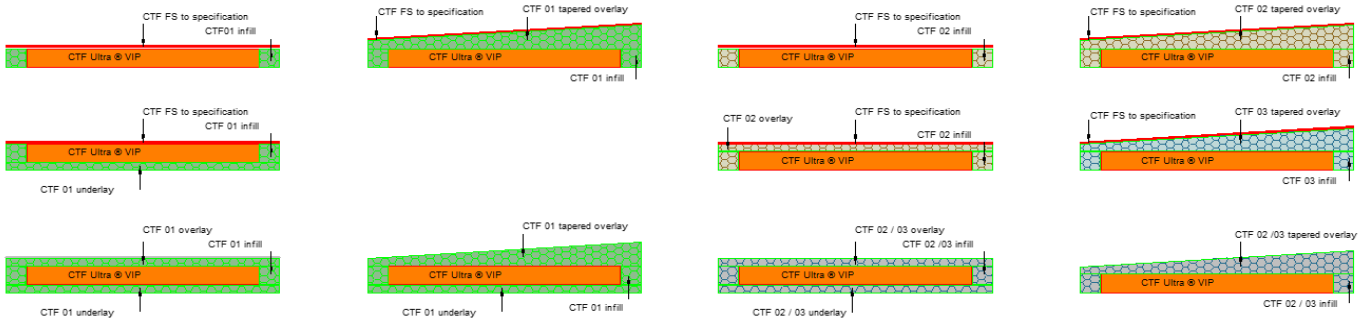 CTF FS to specification
CTF01 infill
CTF Ultra ® VIP
CTF FS to specification
CTF 01 tapered overlay
CTF Ultra ® VIP
CTF 01 infill
CTF FS to specification
CTF 02 infill
CTF Ultra ® VIP
CTF FS to specification
CTF 02 tapered overlay
CTF Ultra ® VIP
CTF 02 infill
CTF FS to specification
CTF 01 infill
CTF Ultra ® VIP
CTF 01 underlay
CTF 02 overlay
CTF FS to specification
CTF 02 infill
CTF Ultra ® VIP
CTF FS to specification
CTF 03 tapered overlay
CTF Ultra ® VIP
CTF 03 infill
CTF 01 overlay
CTF 01 infill
CTF Ultra ® VIP
CTF 01 underlay
CTF 01 tapered overlay
CTF Ultra ® VIP
CTF 01 underlay
CTF 01 infill
CTF 02 / 03 overlay
CTF 02 /03 infill
CTF Ultra ® VIP
CTF 02 / 03 underlay
CTF 02 /03 tapered overlay
CTF Ultra ® VIP
CTF 02 / 03 infill